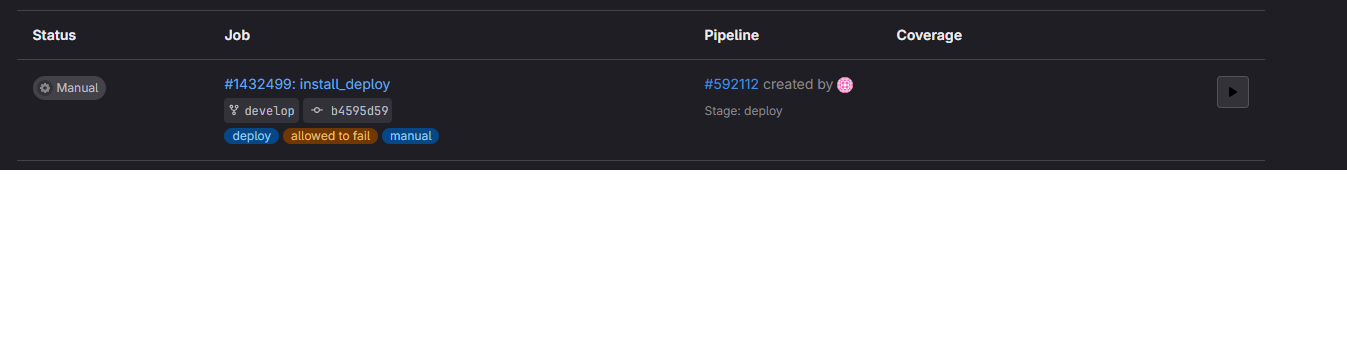 Status Job Pipeline Coverage
Manual #1432499: install_deploy #592112 created by
develop b4595d59 Stage: deploy
deploy allowed to fail manual